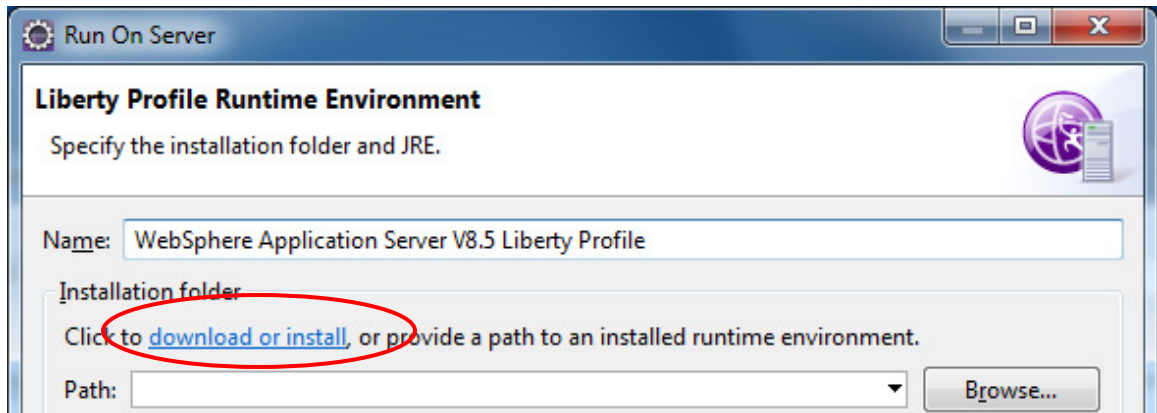 Run On Server
Liberty Profile Runtime Environment
Specify the installation folder and JRE.
Name: WebSphere Application Server V8.5 Liberty Profile
Installation folder
Click to download or install, or provide a path to an installed runtime environment.
Path: Browse...